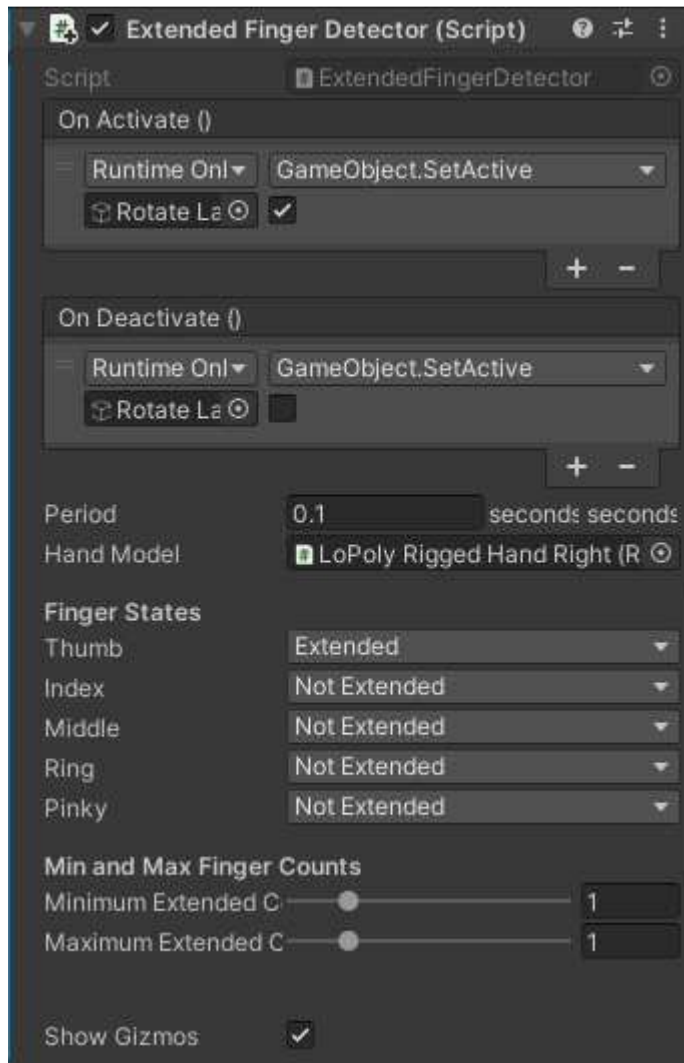 Extended Finger Detector (Script)
Script ExtendedFingerDetector
On Activate ()
Runtime Onl GameObject.SetActive
Rotate La
+ -
On Deactivate ()
Runtime Onl GameObject.SetActive
Rotate La
+ -
Period 0.1 seconds seconds
Hand Model LoPoly Rigged Hand Right (R
Finger States
Thumb Extended
Index Not Extended
Middle Not Extended
Ring Not Extended
Pinky Not Extended
Min and Max Finger Counts
Minimum Extended C 1
Maximum Extended C 1
Show Gizmos